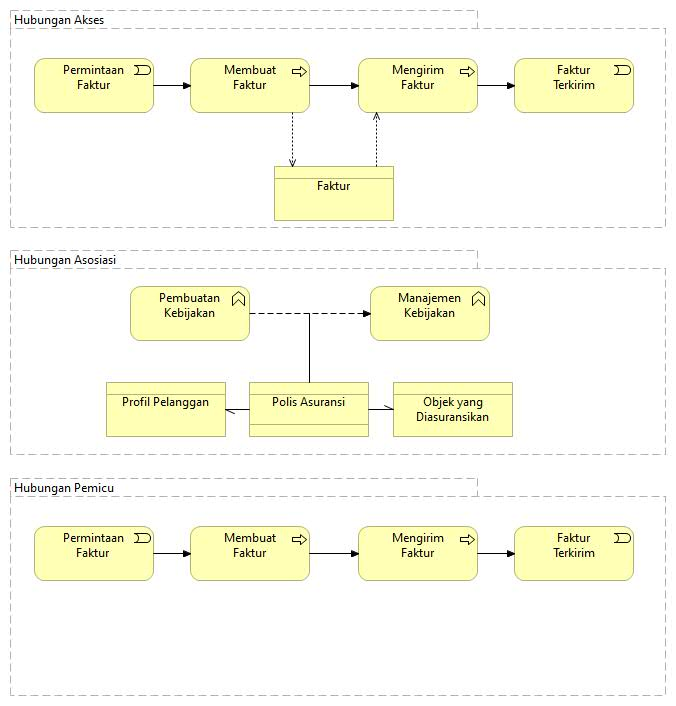 Hubungan Akses
Permintaan
Faktur
Membuat
Faktur
Mengirim
Faktur
Faktur
Terkirim
Faktur
Hubungan Asosiasi
Pembuatan
Kebijakan
Manajemen
Kebijakan
Profil Pelanggan
Polis Asuransi
Objek yang
Diasuransikan
Hubungan Pemicu
Permintaan
Faktur
Membuat
Faktur
Mengirim
Faktur
Faktur
Terkirim